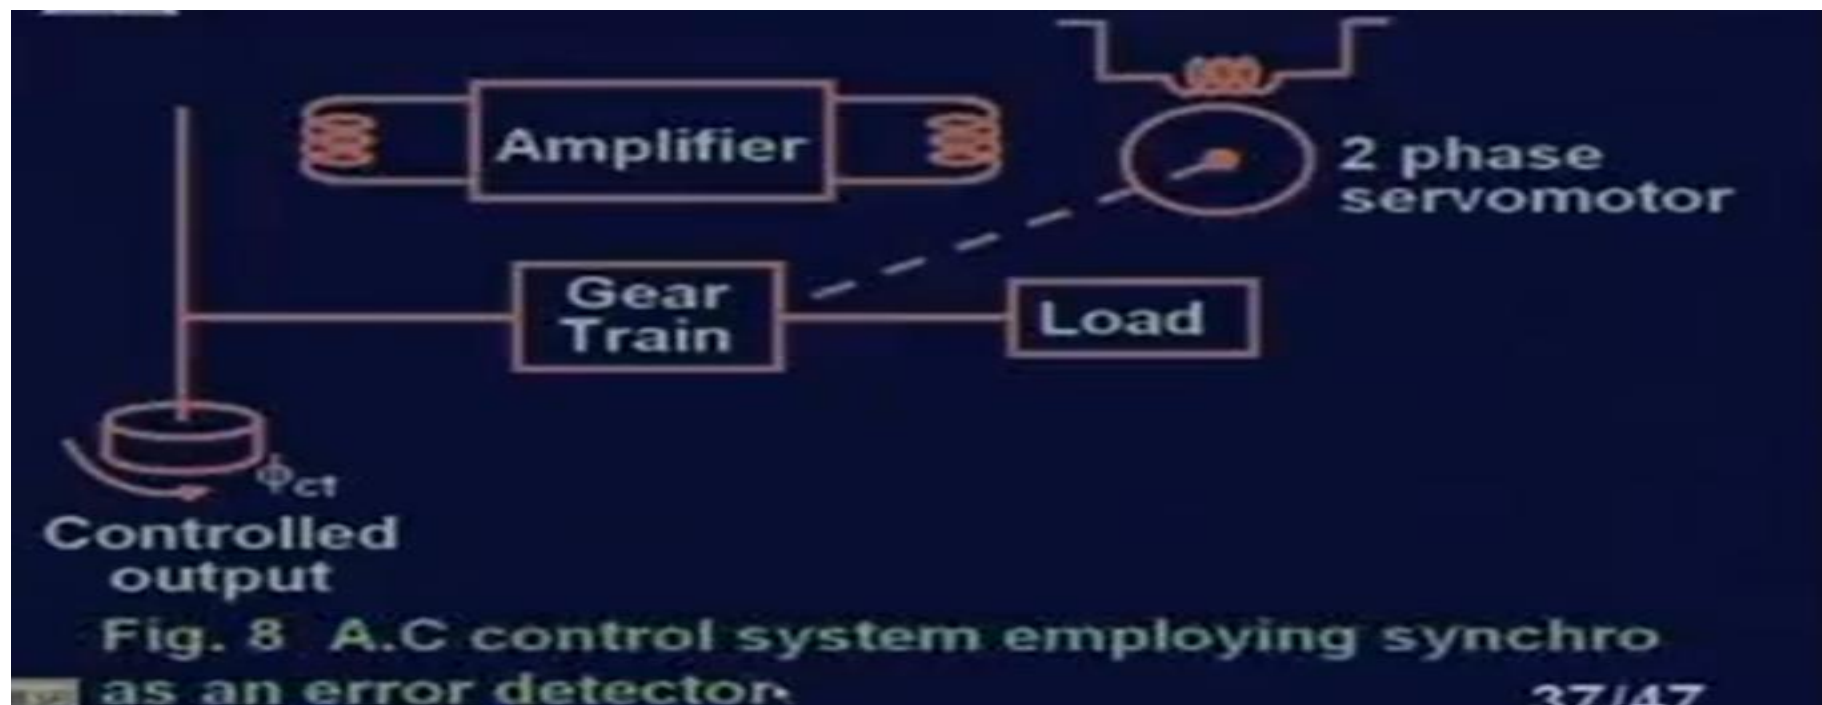 Amplifier
2 phase
servomotor
Gear
Train
Load
ϕct
Controlled
output
Fig. 8 A.C control system employing synchro
as an error detector
37/47